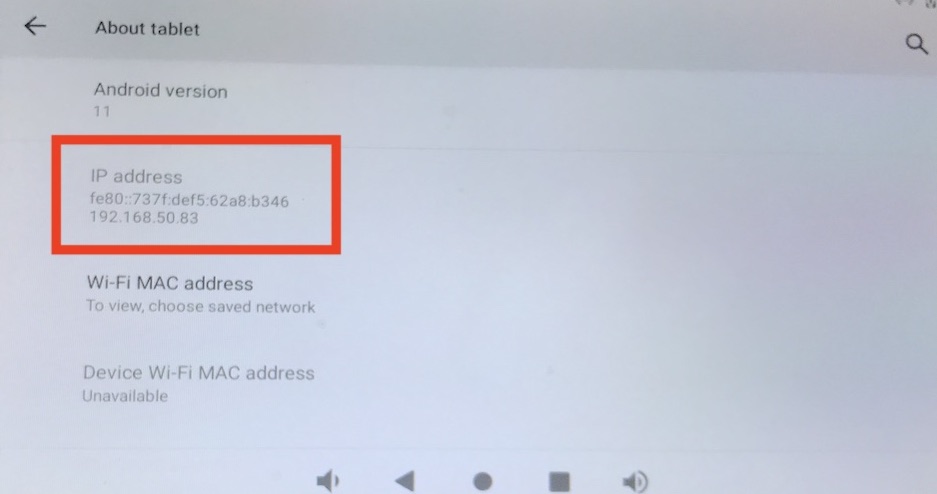 About tablet
Android version
11
IP address
fe80::737f:def5:62a8:b346
192.168.50.83
Wi-Fi MAC address
To view, choose saved network
Device Wi-Fi MAC address
Unavailable